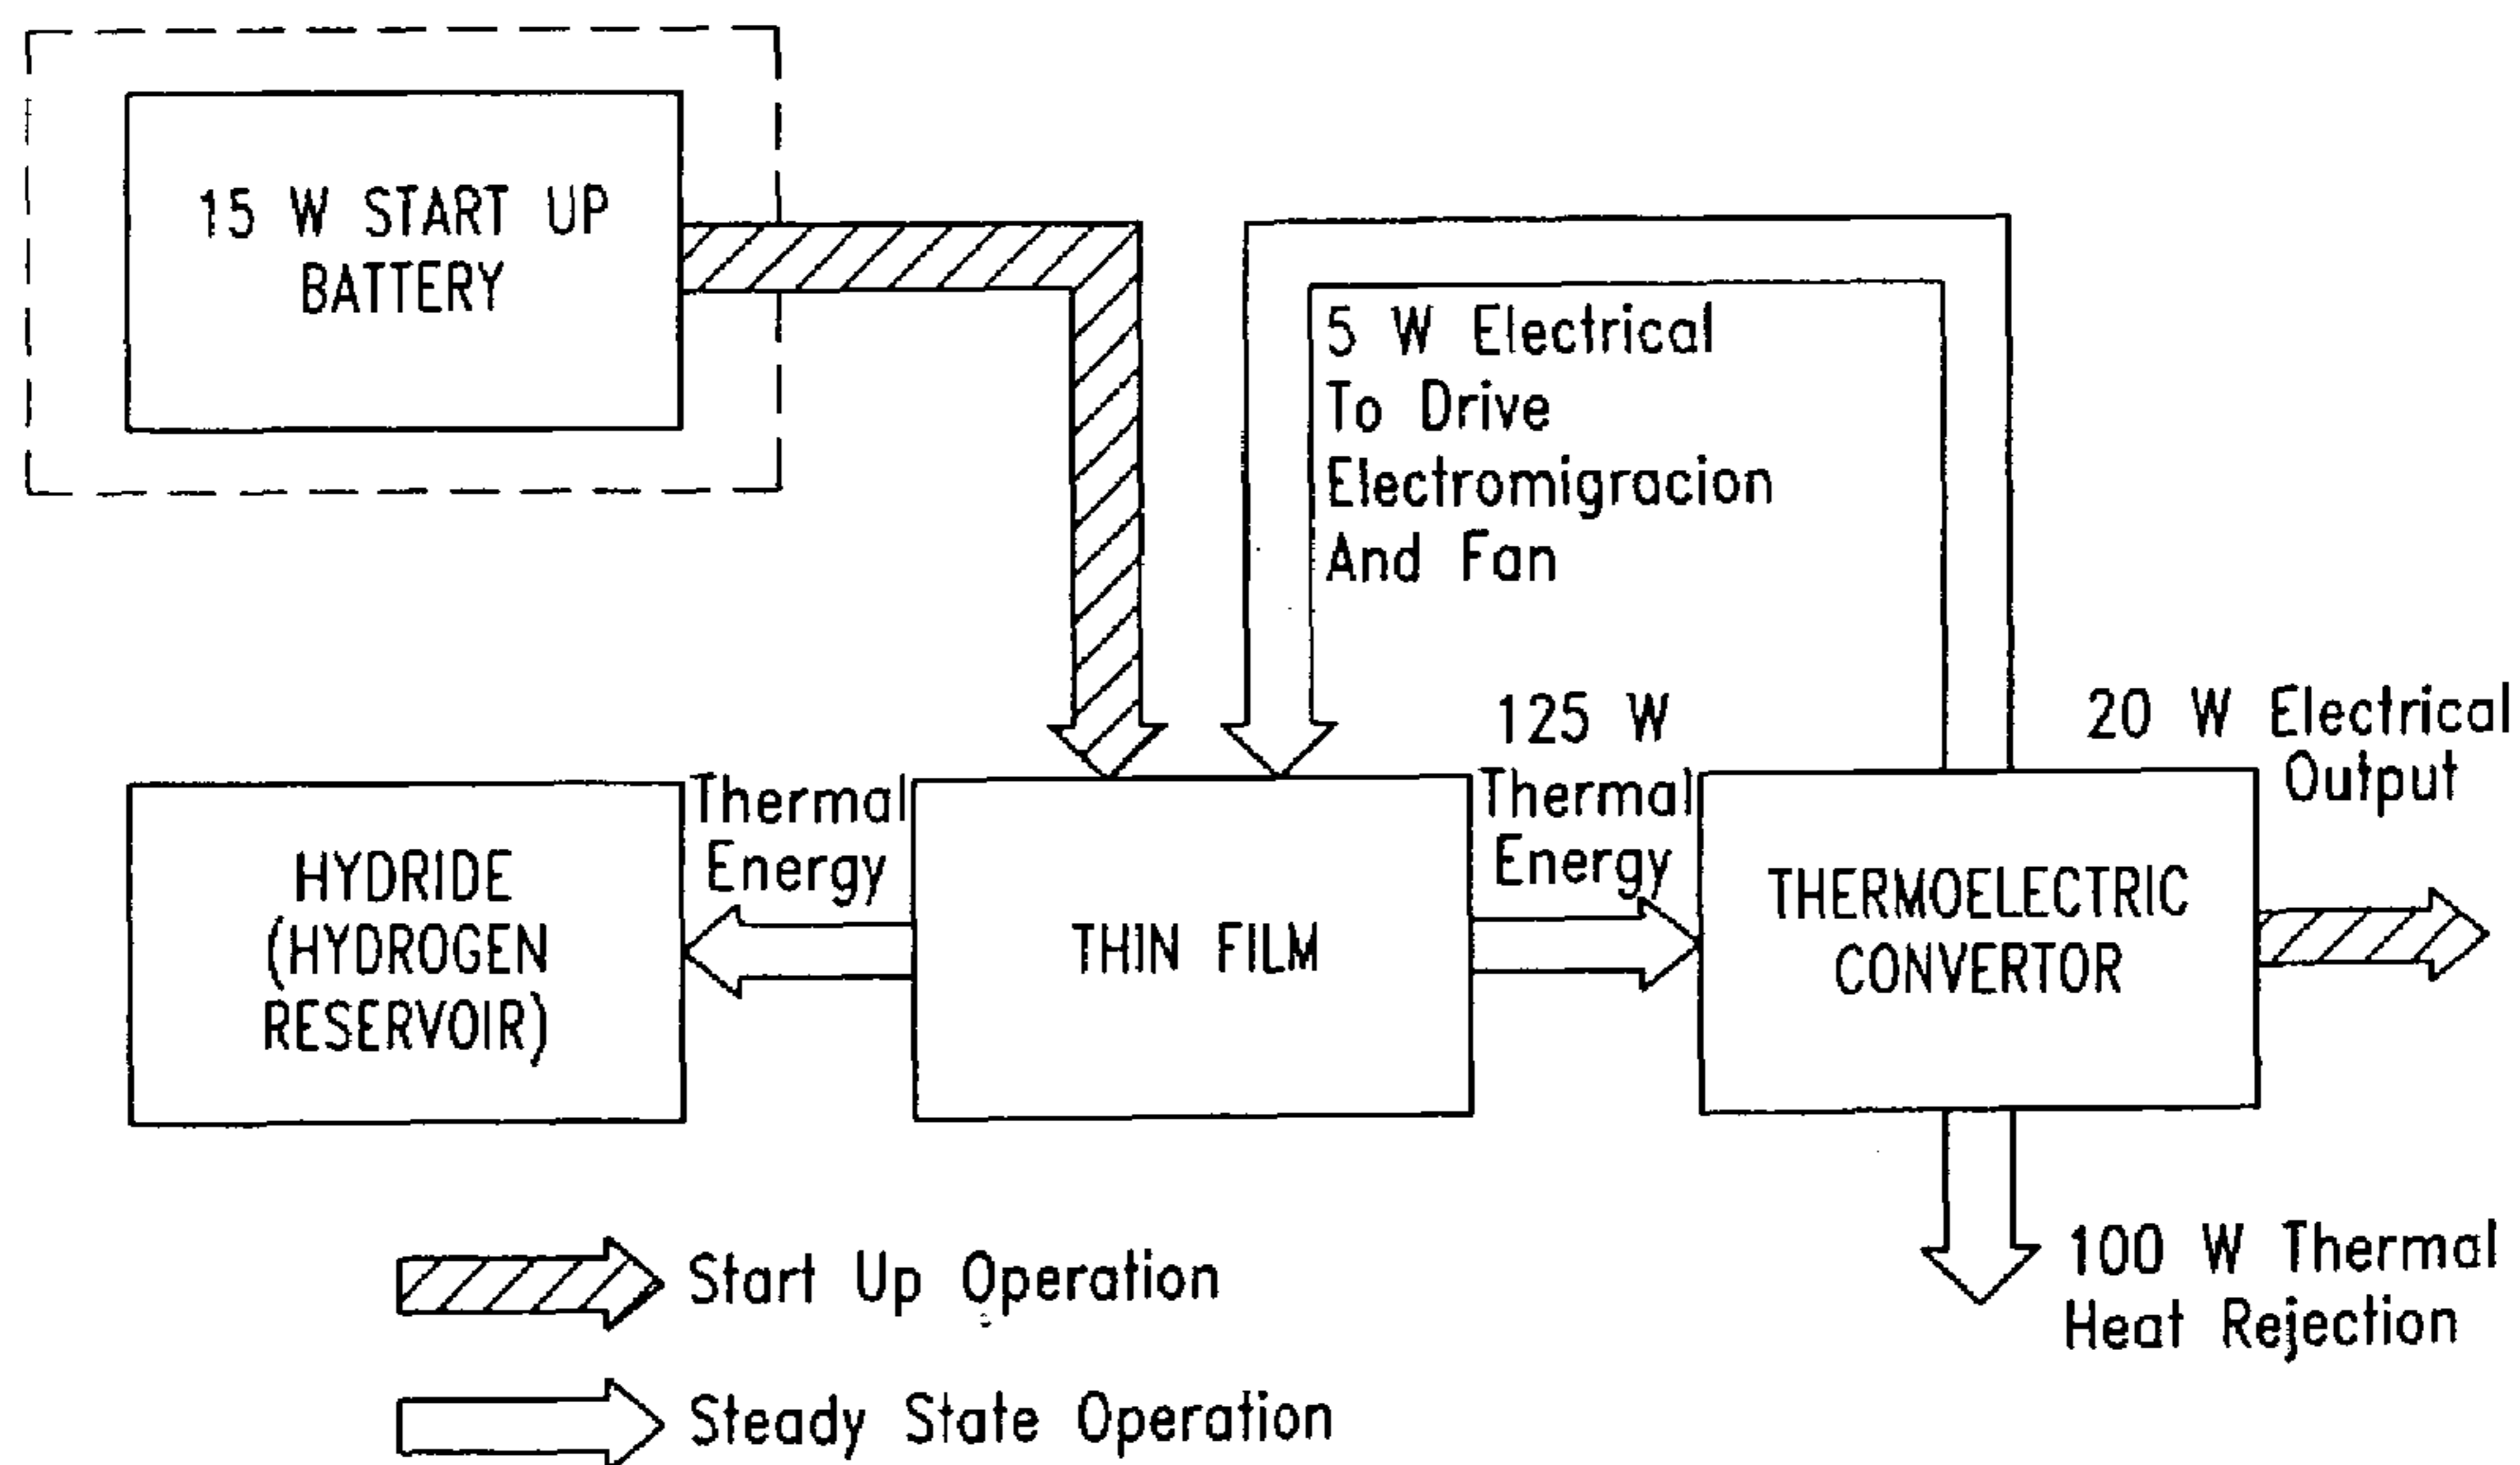 15 W START UP
BATTERY
5 W Electrical
To Drive
Electromigracion
And Fan
Thermal
Energy
125 W
Thermal
Energy
20 W Electrical
Output
HYDRIDE
(HYDROGEN
RESERVOIR)
THIN FILM
THERMOELECTRIC
CONVERTOR
100 W Thermal
Heat Rejection
Start Up Operation
Steady State Operation